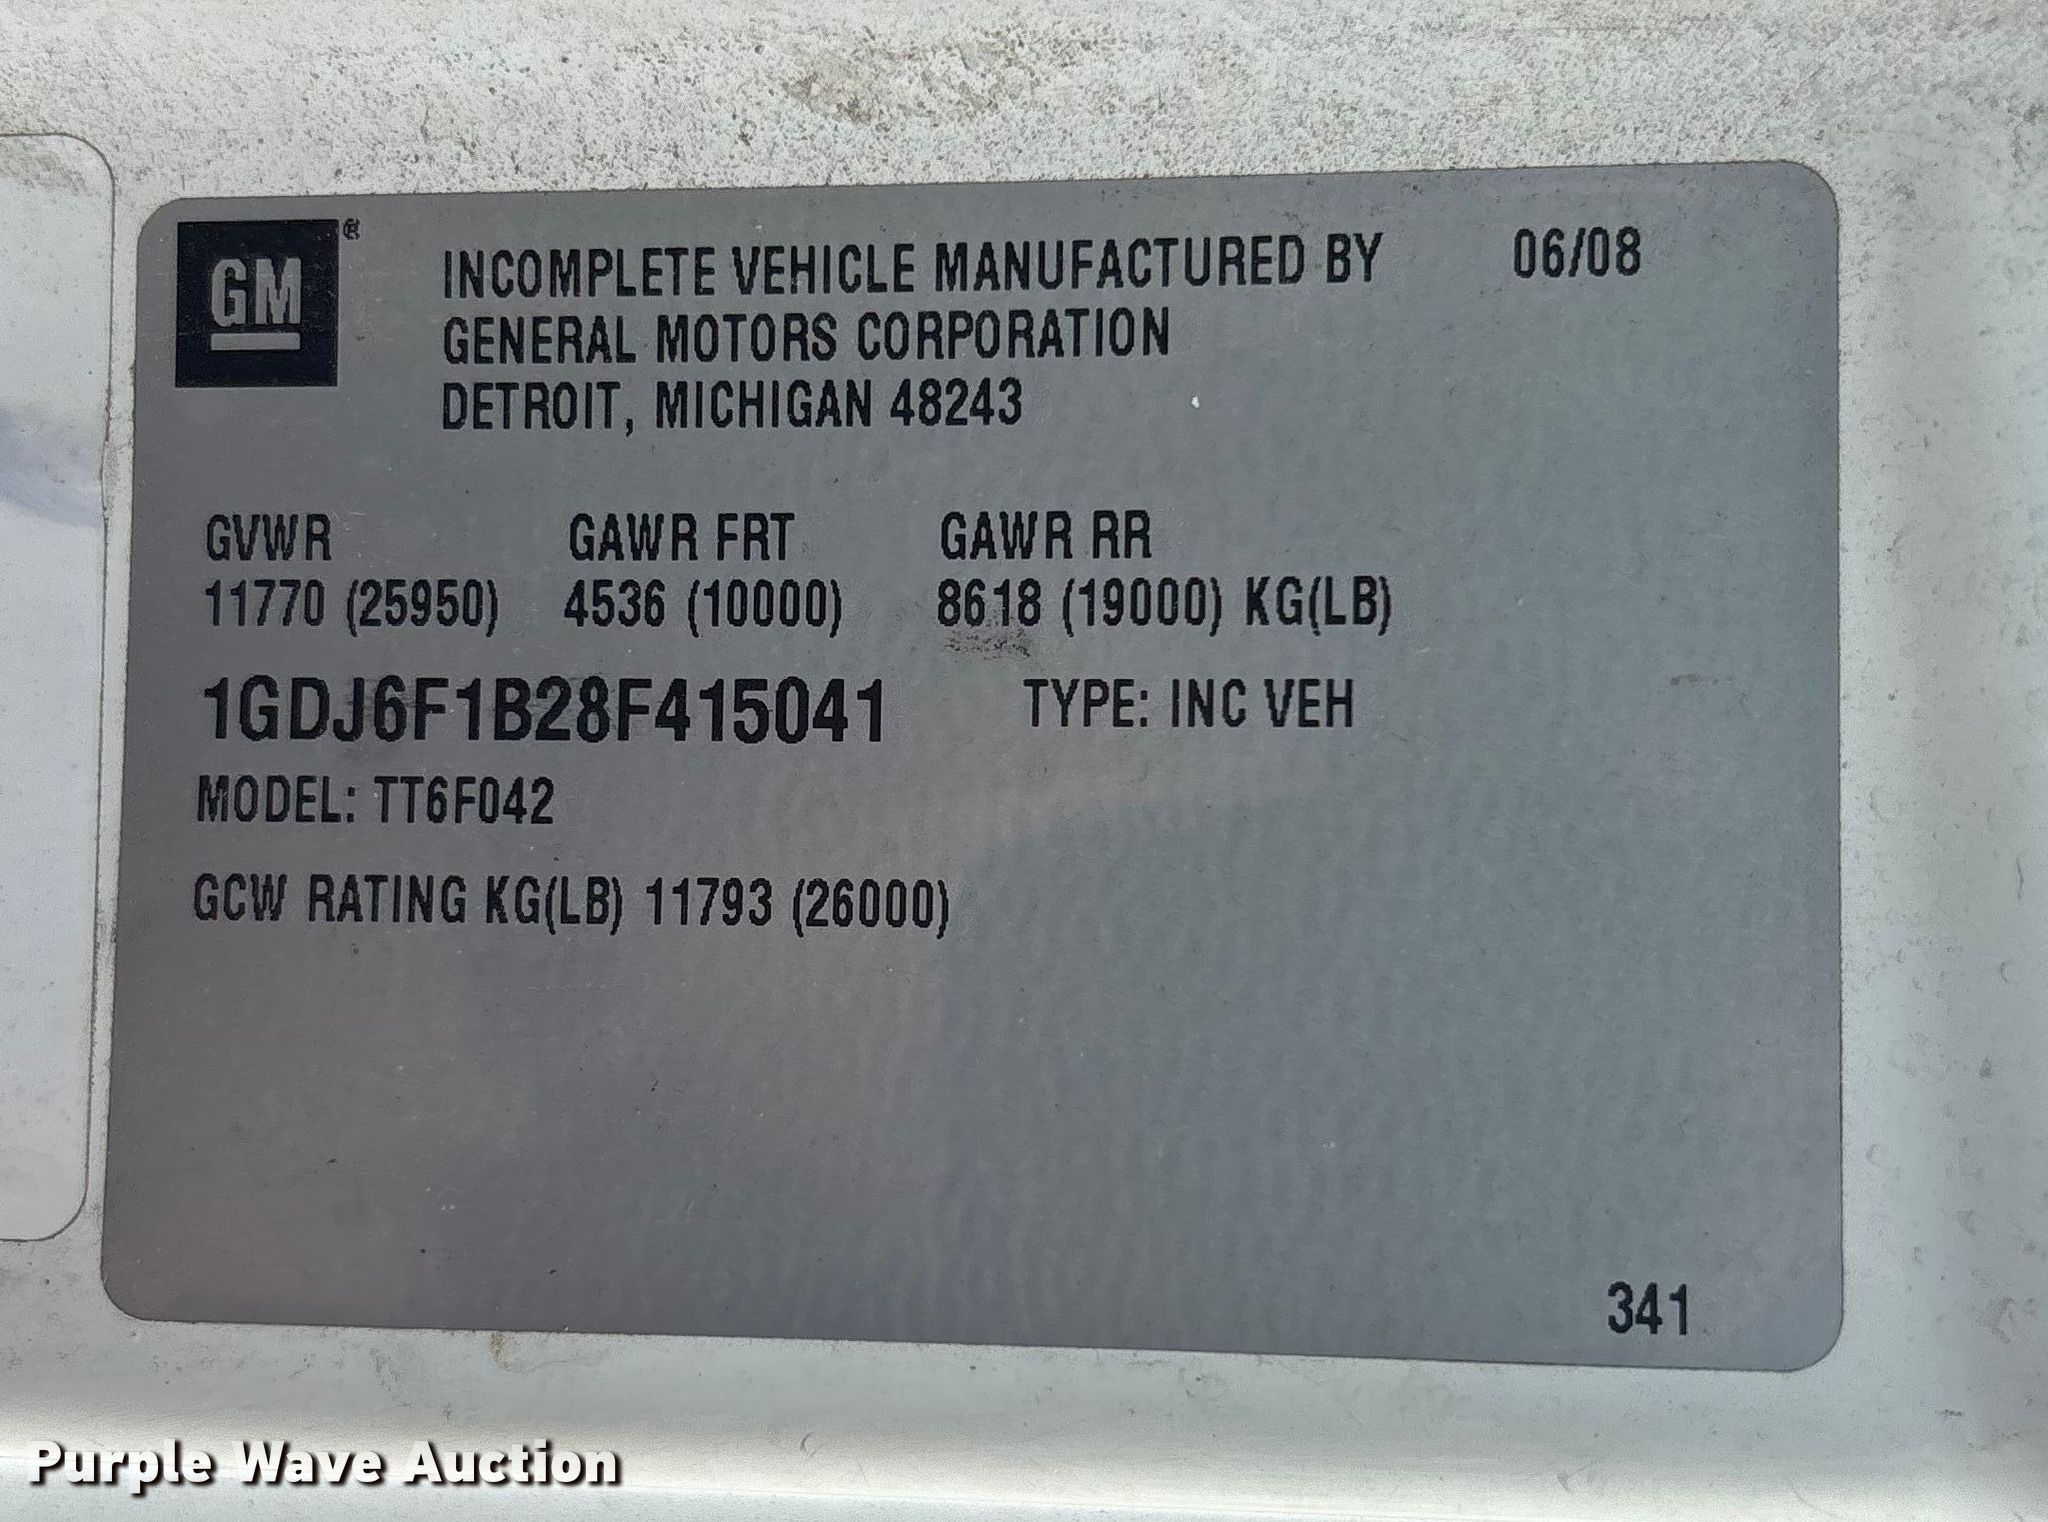 GM ®
INCOMPLETE VEHICLE MANUFACTURED BY 06/08
GENERAL MOTORS CORPORATION
DETROIT, MICHIGAN 48243
GVWR GAWR FRT GAWR RR
11770 (25950) 4536 (10000) 8618 (19000) KG(LB)
1GDJ6F1B28F415041 TYPE: INC VEH
MODEL: TT6F042
GCW RATING KG(LB) 11793 (26000)
341
Purple Wave Auction